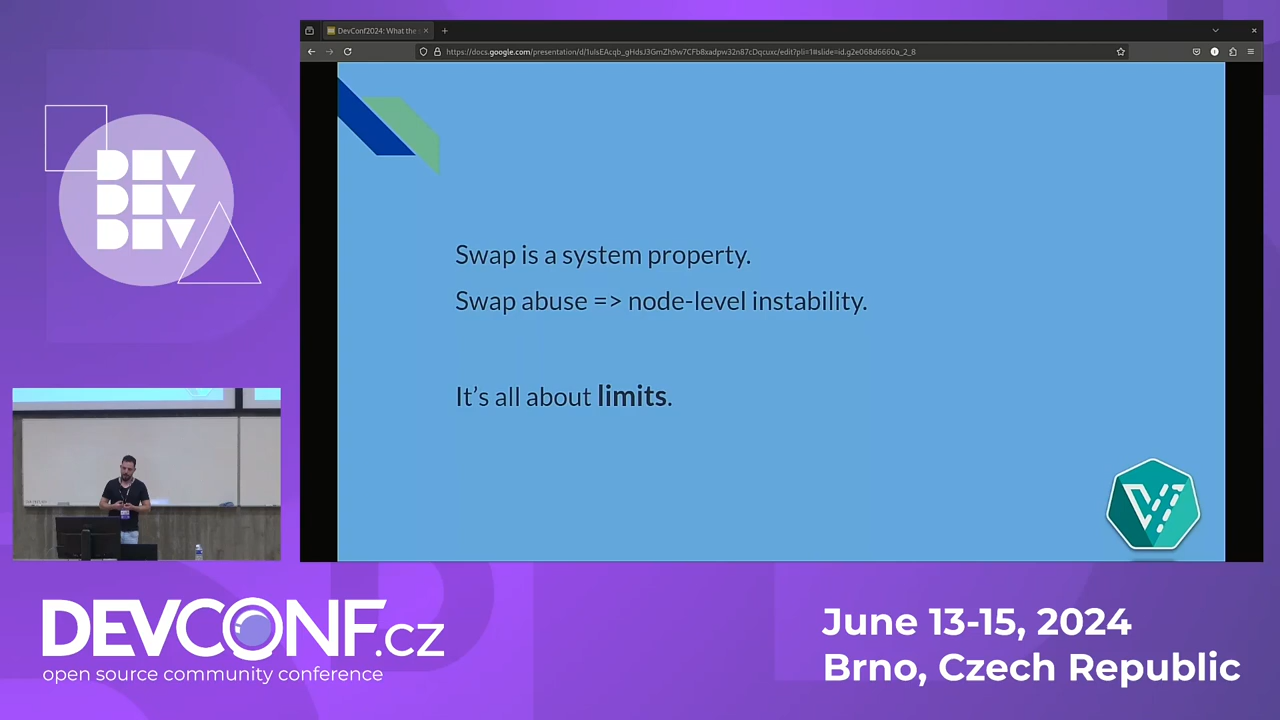 DevConf2024: What the
https://docs.google.com/presentation/d/1ulsEAcqb_gHdsJ3GmZh9w7CFb8xadpw32n87cDqcuxc/edit?pli=1#slide=id.g2e068d6660a_2_8
DEV
DEV
DEV
Swap is a system property.
Swap abuse => node-level instability.
It's all about limits.
DEVCONF.cz
open source community conference
June 13-15, 2024
Brno, Czech Republic